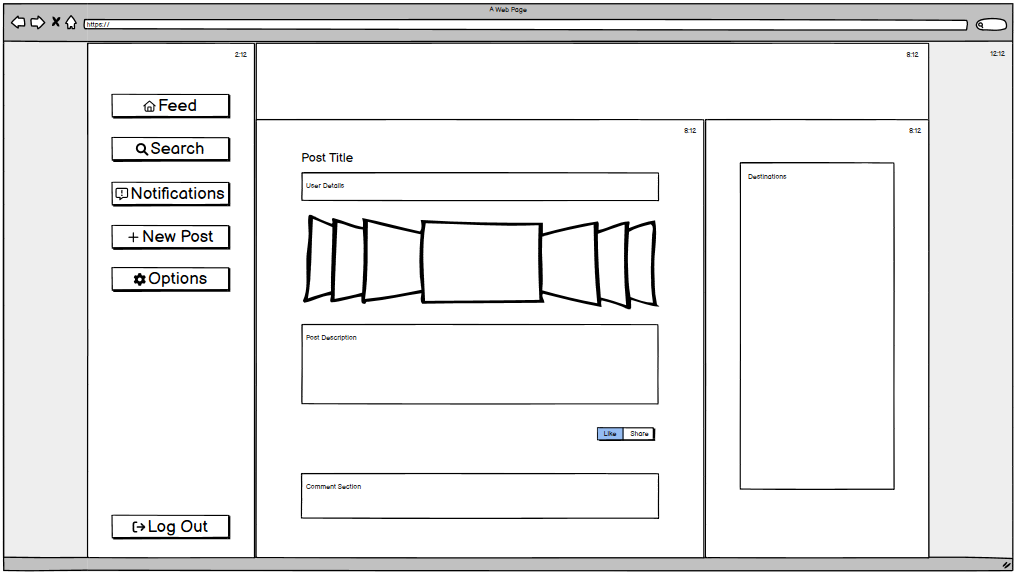 A Web Page
https://
2:12
8:12
12:12
Feed
Search
Notifications
New Post
Options
Log Out
8:12
Post Title
User Details
Post Description
Like
Share
Comment Section
8:12
Destinations